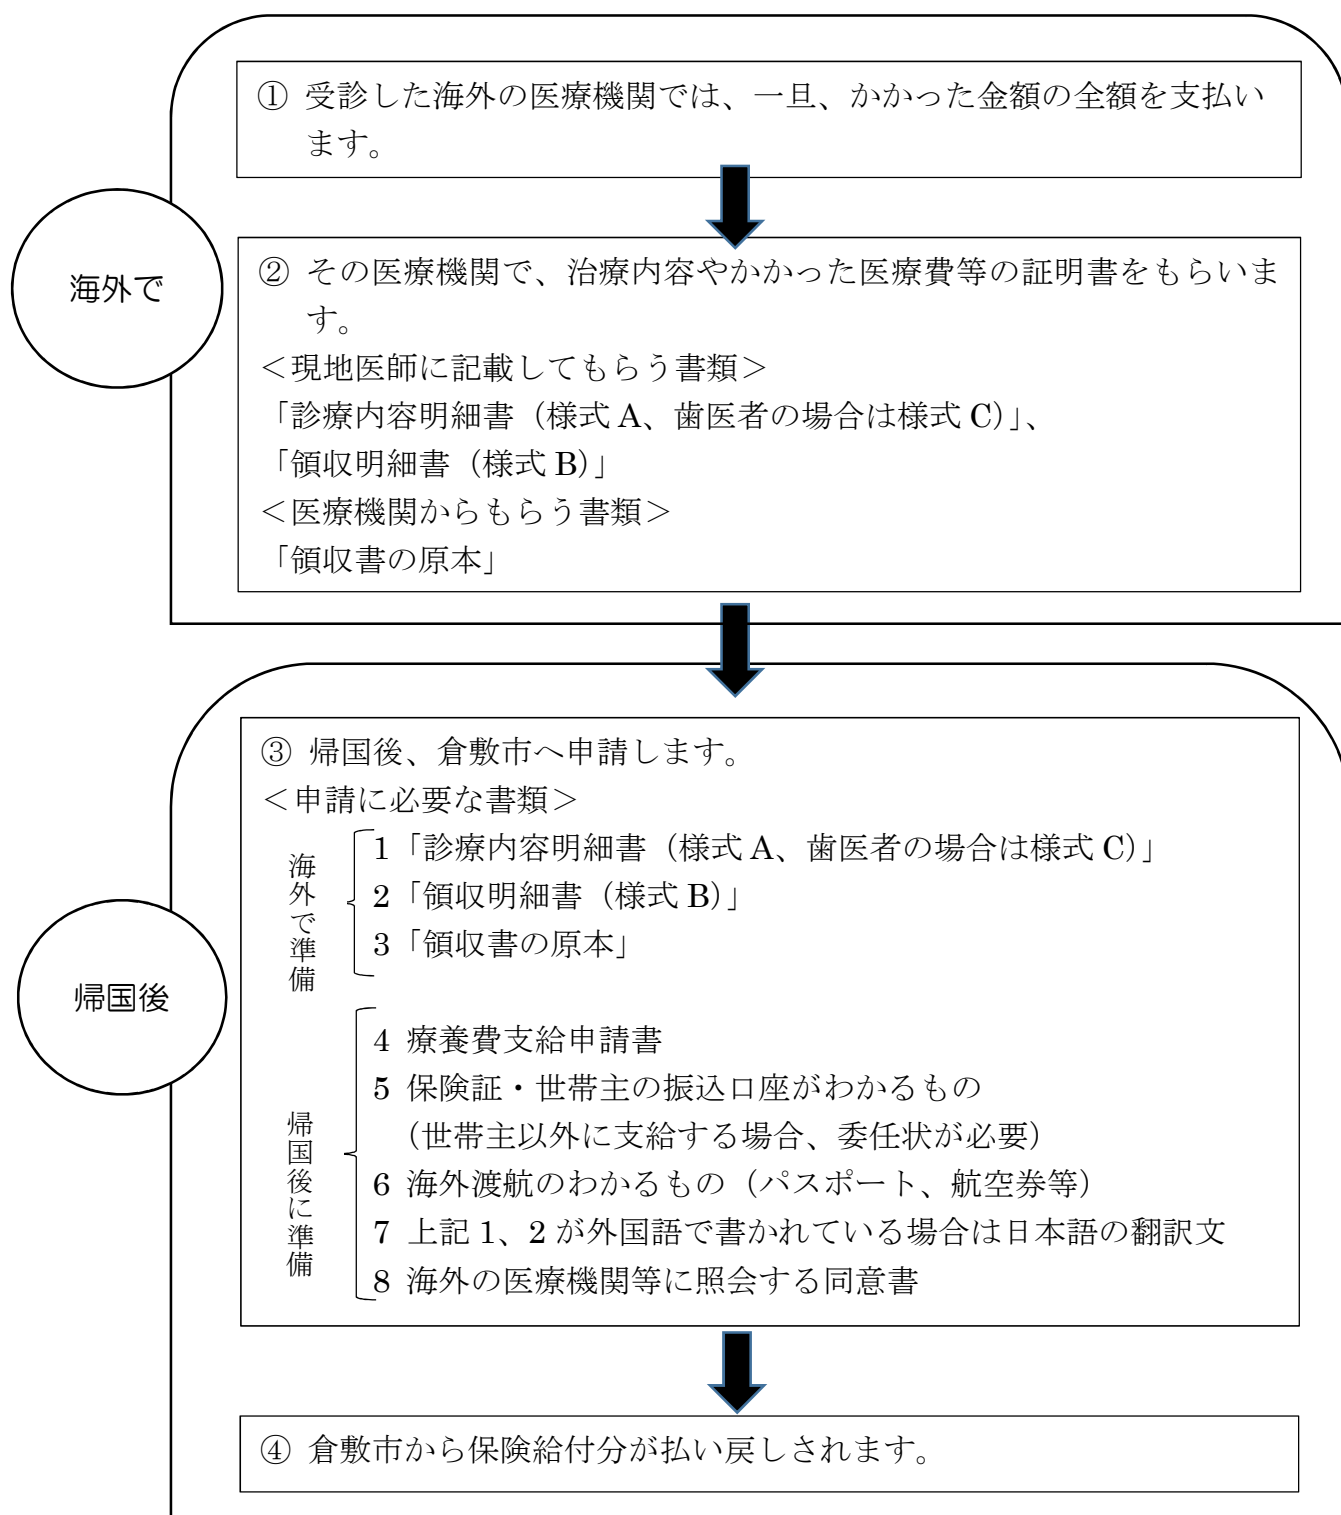 ① 受診した海外の医療機関では、一旦、かかった金額の全額を支払い
ます。
海外で
② その医療機関で、治療内容やかかった医療費等の証明書をもらいま
す。
＜現地医師に記載してもらう書類＞
「診療内容明細書（様式 A、歯医者の場合は様式 C）」、
「領収明細書（様式 B）」
＜医療機関からもらう書類＞
「領収書の原本」
帰国後
③ 帰国後、倉敷市へ申請します。
＜申請に必要な書類＞
海外で準備
1「診療内容明細書（様式 A、歯医者の場合は様式 C）」
2「領収明細書（様式 B）」
3「領収書の原本」
帰国後に準備
4 療養費支給申請書
5 保険証・世帯主の振込口座がわかるもの
（世帯主以外に支給する場合、委任状が必要）
6 海外渡航のわかるもの（パスポート、航空券等）
7 上記 1、2 が外国語で書かれている場合は日本語の翻訳文
8 海外の医療機関等に照会する同意書
④ 倉敷市から保険給付分が払い戻しされます。